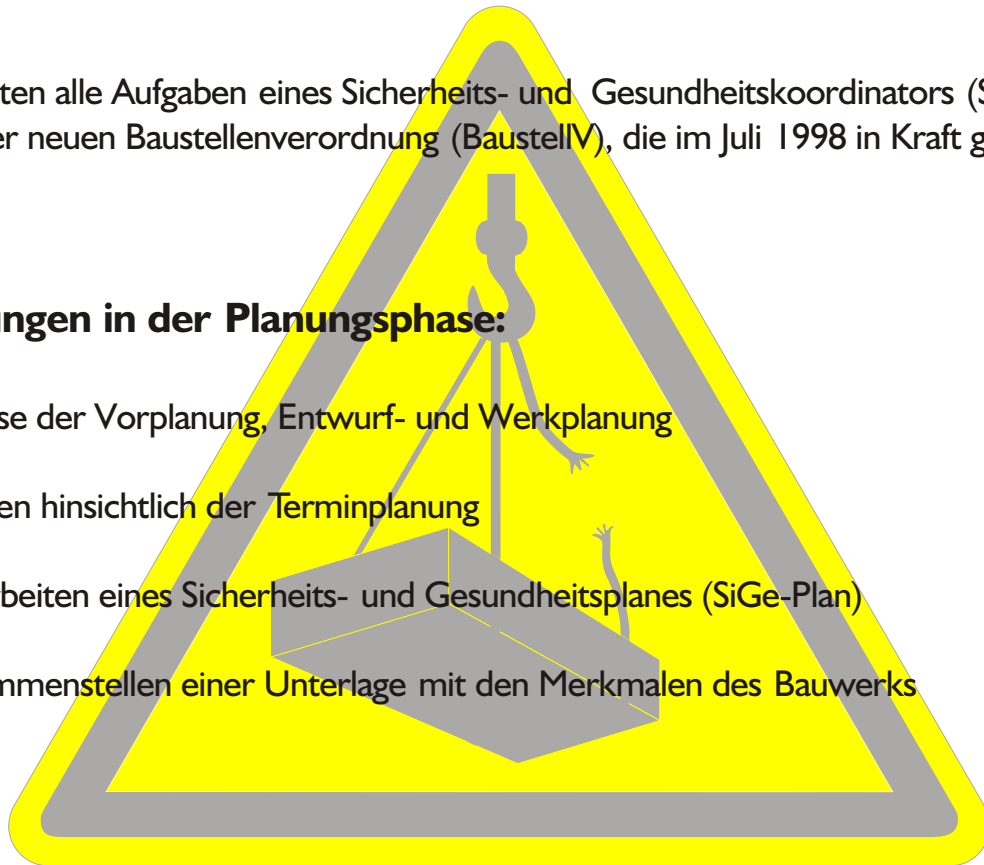 ten alle Aufgaben eines Sicherheits- und Gesundheitskoordinators (S
er neuen Baustellenverordnung (BaustellV), die im Juli 1998 in Kraft g
ungen in der Planungsphase:
se der Vorplanung, Entwurf- und Werkplanung
en hinsichtlich der Terminplanung
beiten eines Sicherheits- und Gesundheitsplanes (SiGe-Plan)
mmenstellen einer Unterlage mit den Merkmalen des Bauwerks